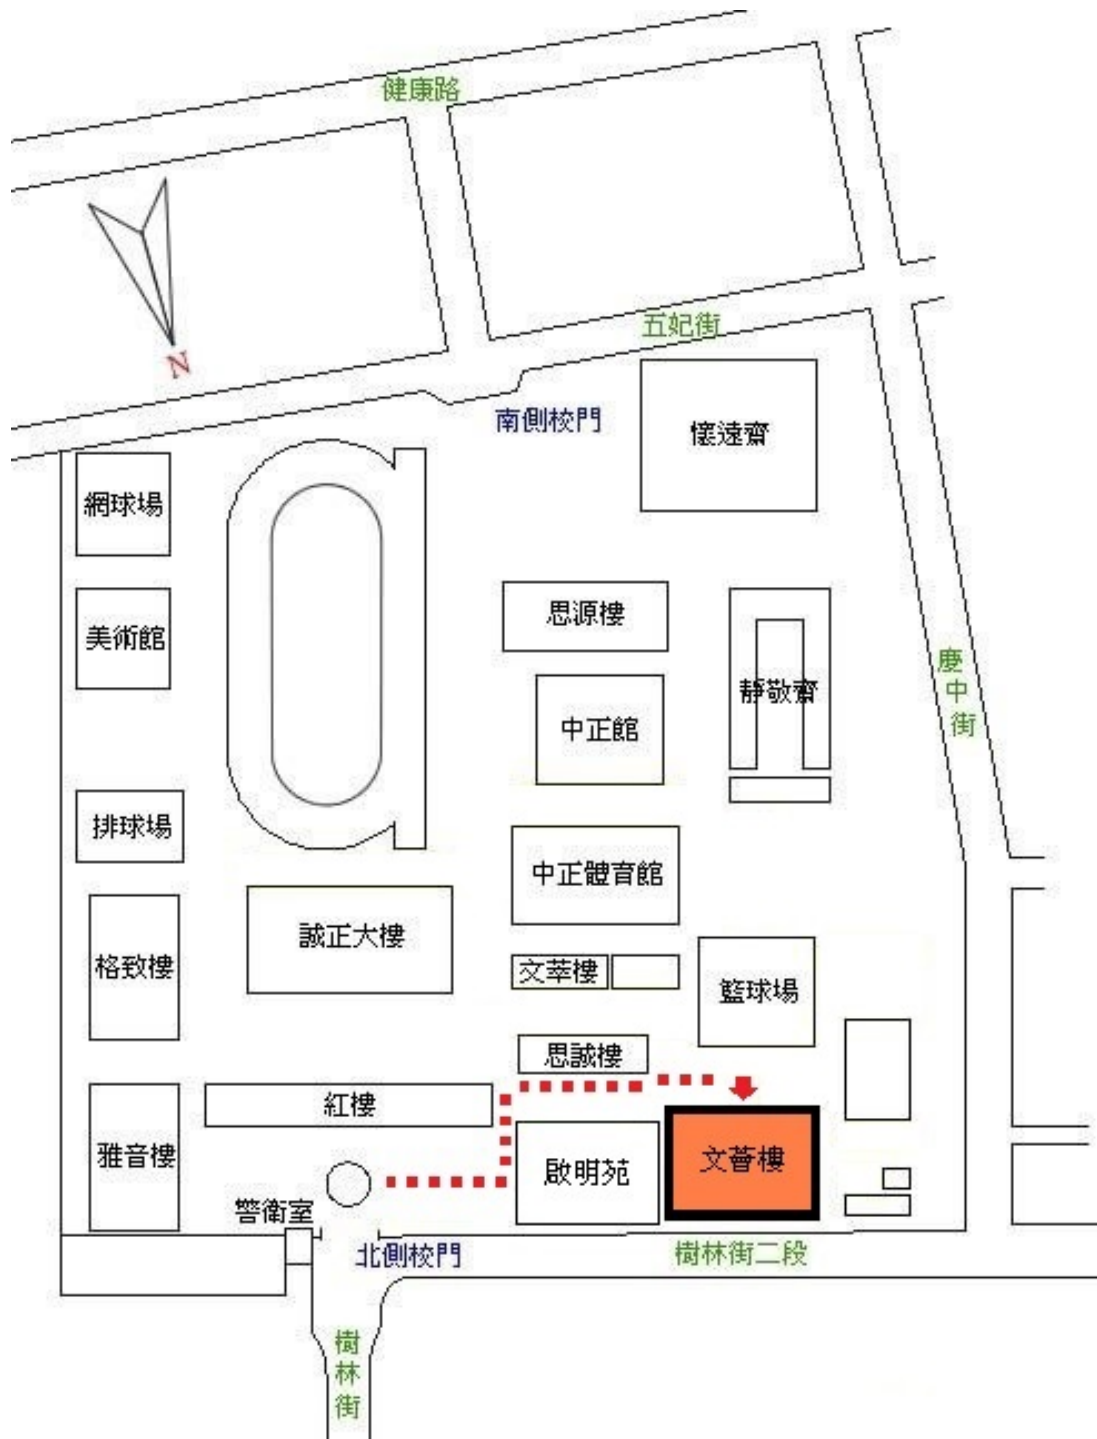 健康路
N
五妃街
南側校門
懷遠齋
網球場
思源樓
美術館
靜敬齋
慶中街
中正館
排球場
中正體育館
誠正大樓
格致樓
文萃樓
籃球場
思誠樓
紅樓
雅音樓
啟明苑
文薈樓
警衛室
北側校門
樹林街二段
樹林街